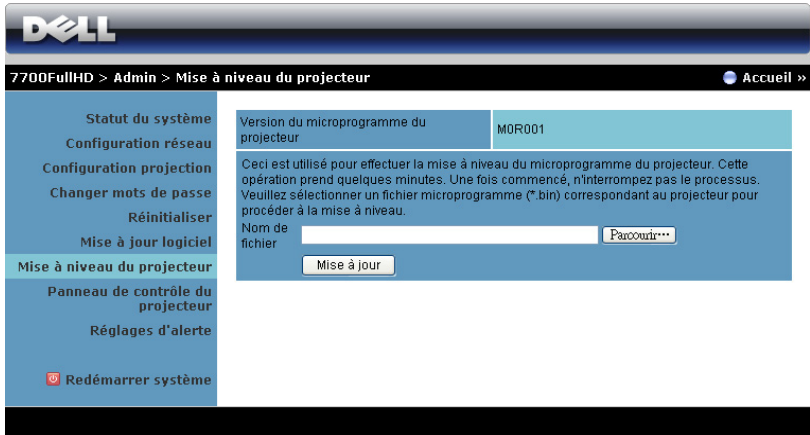 DELL
7700FullHD > Admin > Mise à niveau du projecteur
Accueil »
Statut du système
Configuration réseau
Configuration projection
Changer mots de passe
Réinitialiser
Mise à jour logiciel
Mise à niveau du projecteur
Panneau de contrôle du
projecteur
Réglages d'alerte
Redémarrer système
Version du microprogramme du
projecteur
M0R001
Ceci est utilisé pour effectuer la mise à niveau du microprogramme du projecteur. Cette
opération prend quelques minutes. Une fois commencé, n'interrompez pas le processus.
Veuillez sélectionner un fichier microprogramme (*.bin) correspondant au projecteur pour
procéder à la mise à niveau.
Nom de
fichier
Parcourir...
Mise à jour